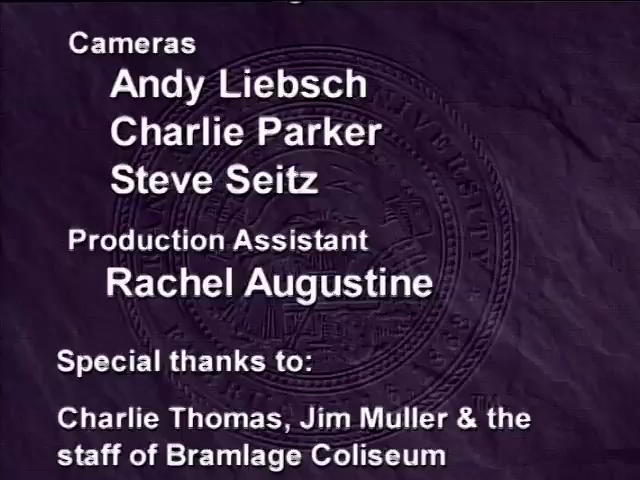 Cameras
Andy Liebsch
Charlie Parker
Steve Seitz
Production Assistant
Rachel Augustine
Special thanks to:
Charlie Thomas, Jim Muller & the
staff of Bramlage Coliseum
UNIVERSITY